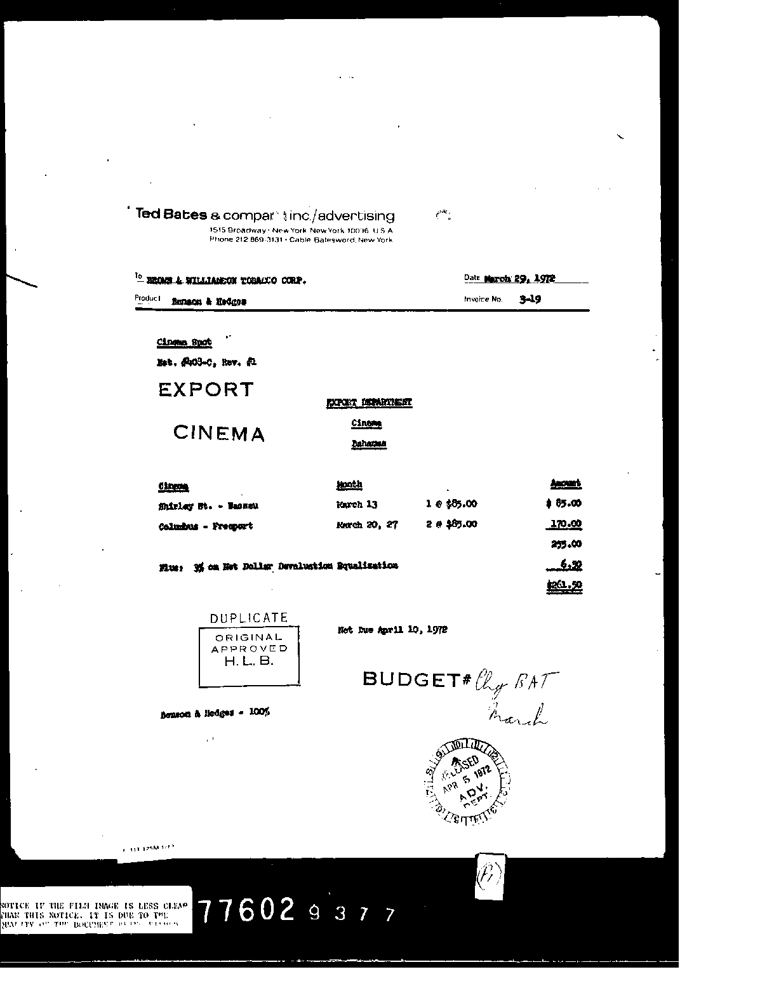 Ted Bates & compar inc./advertising
1515 Broadway · New York New York 10036 U.S.A.
Phone 212 869-3131 · Cable Batesword, New York
To BROWN & WILLIAMSON TOBACCO CORP.
Date March 29, 1972
Product Benson & Hedges
Invoice No. 3-19
Cinema Spot
Est. #403-C, Rev. #1
EXPORT
EXPORT DEPARTMENT
CINEMA
Cinema
Bahamas
Cinema Month Amount
Shirley St. - Nassau March 13 1 @ $85.00 $ 85.00
Columbus - Freeport March 20, 27 2 @ $85.00 170.00
255.00
Plus: 3% on Net Dollar Devaluation Equalization 6.50
$261.50
DUPLICATE
ORIGINAL
APPROVED
H. L. B.
Net Due April 10, 1972
BUDGET# Chg BAT
March
Benson & Hedges - 100%
RELEASED
APR 5 1972
ADV.
DEPT.
NOTICE IF THE FILM IMAGE IS LESS CLEAR
THAN THIS NOTICE, IT IS DUE TO THE
QUALITY OF THE DOCUMENT
77602 9377